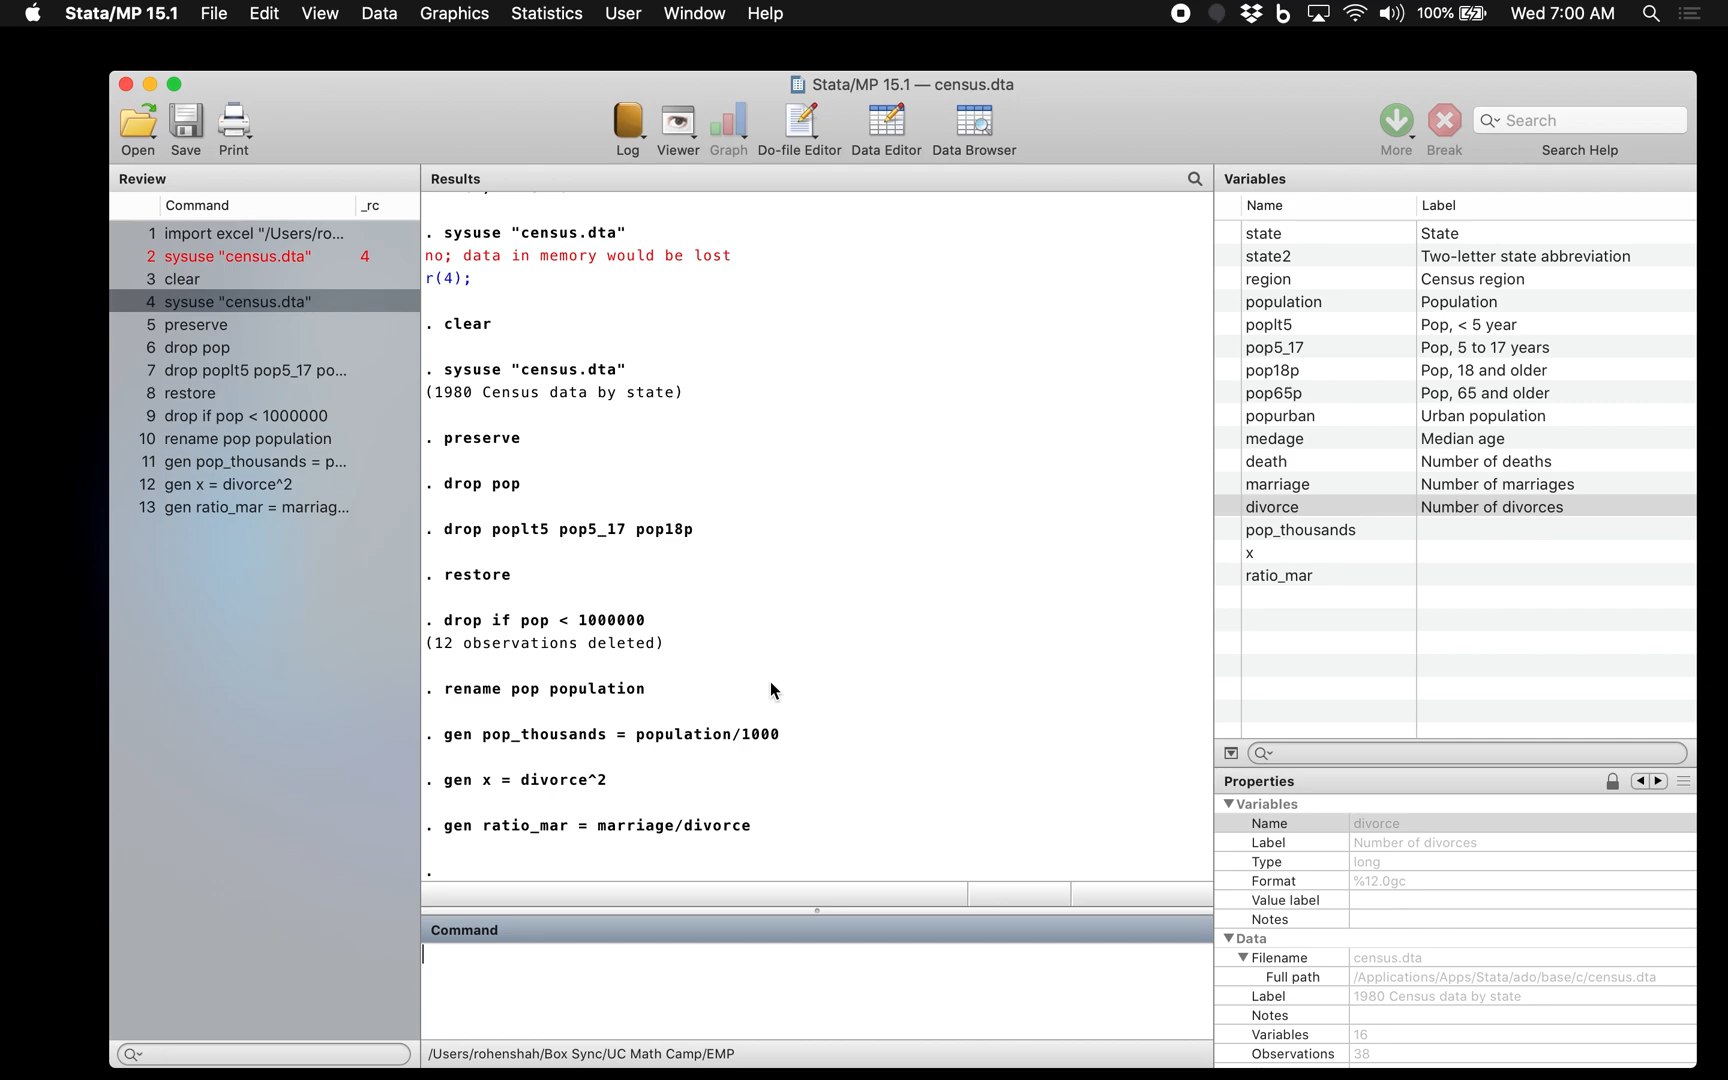 Stata/MP 15.1 File Edit View Data Graphics Statistics User Window Help 100% Wed 7:00 AM
Stata/MP 15.1 — census.dta
Open Save Print Log Viewer Graph Do-file Editor Data Editor Data Browser More Break Search
Search Help
Review
Command _rc
1 import excel "/Users/ro...
2 sysuse "census.dta" 4
3 clear
4 sysuse "census.dta"
5 preserve
6 drop pop
7 drop poplt5 pop5_17 po...
8 restore
9 drop if pop < 1000000
10 rename pop population
11 gen pop_thousands = p...
12 gen x = divorce^2
13 gen ratio_mar = marriag...
Results
. sysuse "census.dta"
no; data in memory would be lost
r(4);
. clear
. sysuse "census.dta"
(1980 Census data by state)
. preserve
. drop pop
. drop poplt5 pop5_17 pop18p
. restore
. drop if pop < 1000000
(12 observations deleted)
. rename pop population
. gen pop_thousands = population/1000
. gen x = divorce^2
. gen ratio_mar = marriage/divorce
.
Command
/Users/rohenshah/Box Sync/UC Math Camp/EMP
Variables
Name Label
state State
state2 Two-letter state abbreviation
region Census region
population Population
poplt5 Pop, < 5 year
pop5_17 Pop, 5 to 17 years
pop18p Pop, 18 and older
pop65p Pop, 65 and older
popurban Urban population
medage Median age
death Number of deaths
marriage Number of marriages
divorce Number of divorces
pop_thousands
x
ratio_mar
Properties
Variables
Name divorce
Label Number of divorces
Type long
Format %12.0gc
Value label
Notes
Data
Filename census.dta
Full path /Applications/Apps/Stata/ado/base/c/census.dta
Label 1980 Census data by state
Notes
Variables 16
Observations 38